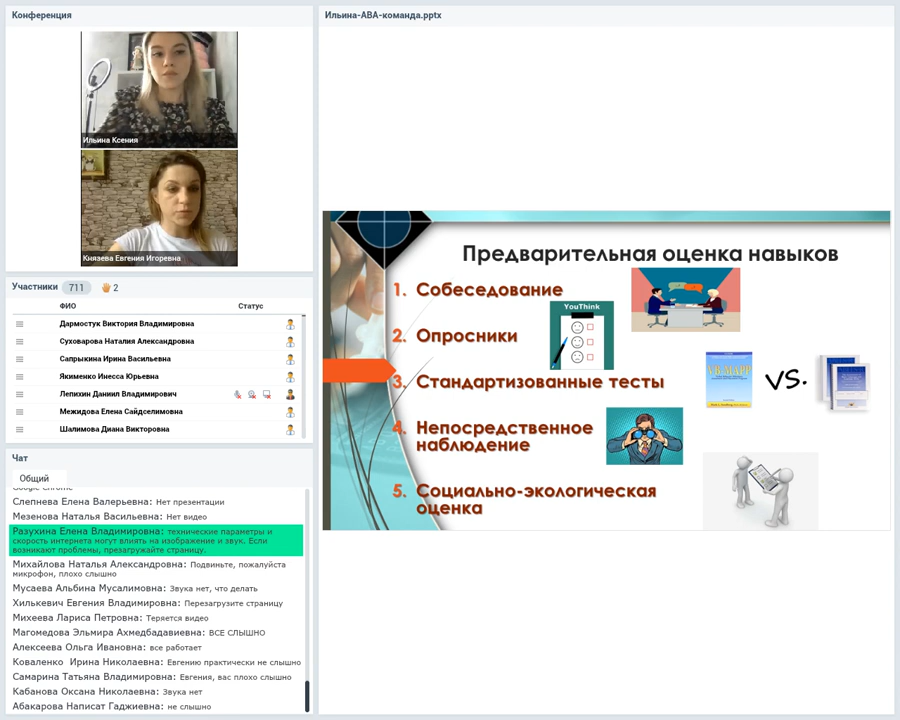 Конференция
Ильина Ксения
Князева Евгения Игоревна
Участники 711 2
ФИО Статус
Дармостук Виктория Владимировна
Суховарова Наталия Александровна
Сапрыкина Ирина Васильевна
Якименко Инесса Юрьевна
Лепихин Даниил Владимирович
Межидова Елена Сайдселимовна
Шалимова Диана Викторовна
Чат
Общий
Google Chrome
Слепнева Елена Валерьевна: Нет презентации
Мезенова Наталья Васильевна: Нет видео
Разухина Елена Владимировна: технические параметры и
скорость интернета могут влиять на изображение и звук. Если
возникают проблемы, презагружайте страницу.
Михайлова Наталья Александровна: Подвиньте, пожалуйста
микрофон, плохо слышно
Мусаева Альбина Мусалимовна: Звука нет, что делать
Хилькевич Евгения Владимировна: Перезагрузите страницу
Михеева Лариса Петровна: Теряется видео
Магомедова Эльмира Ахмедбадавиевна: ВСЕ СЛЫШНО
Алексеева Ольга Ивановна: все работает
Коваленко Ирина Николаевна: Евгению практически не слышно
Самарина Татьяна Владимировна: Евгения, вас плохо слышно
Кабанова Оксана Николаевна: Звука нет
Абакарова Написат Гаджиевна: не слышно
Ильина-АВА-команда.pptx
Предварительная оценка навыков
1. Собеседование
YouThink
2. Опросники
3. Стандартизованные тесты
VB-MAPP
vs.
4. Непосредственное
наблюдение
5. Социально-экологическая
оценка